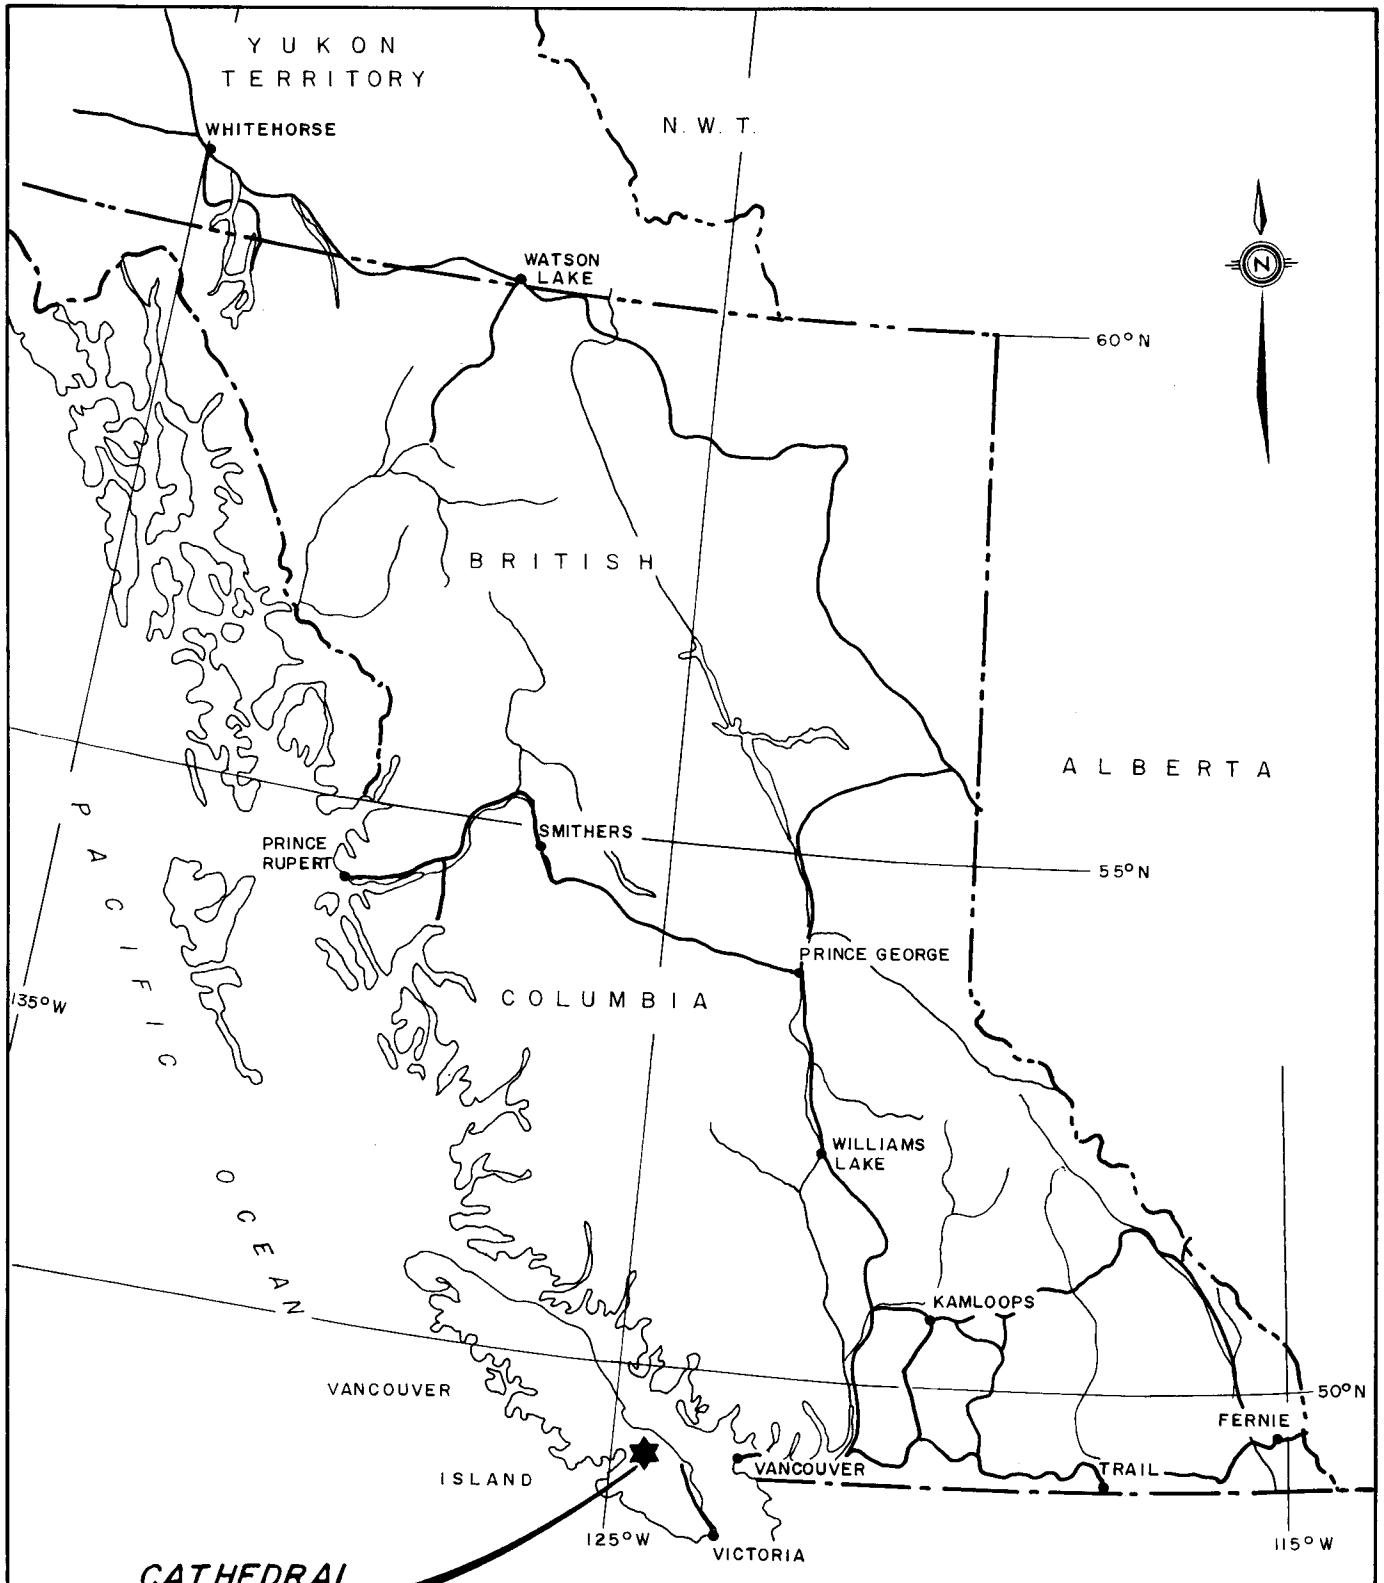 YUKON
TERRITORY
N. W. T.
WHITEHORSE
WATSON
LAKE
N
60°N
BRITISH
ALBERTA
PACIFIC
SMITHERS
PRINCE
RUPERT
55°N
PRINCE GEORGE
COLUMBIA
135°W
WILLIAMS
LAKE
OCEAN
KAMLOOPS
VANCOUVER
50°N
FERNIE
VANCOUVER
TRAIL
ISLAND
125°W
115°W
VICTORIA
CATHEDRAL